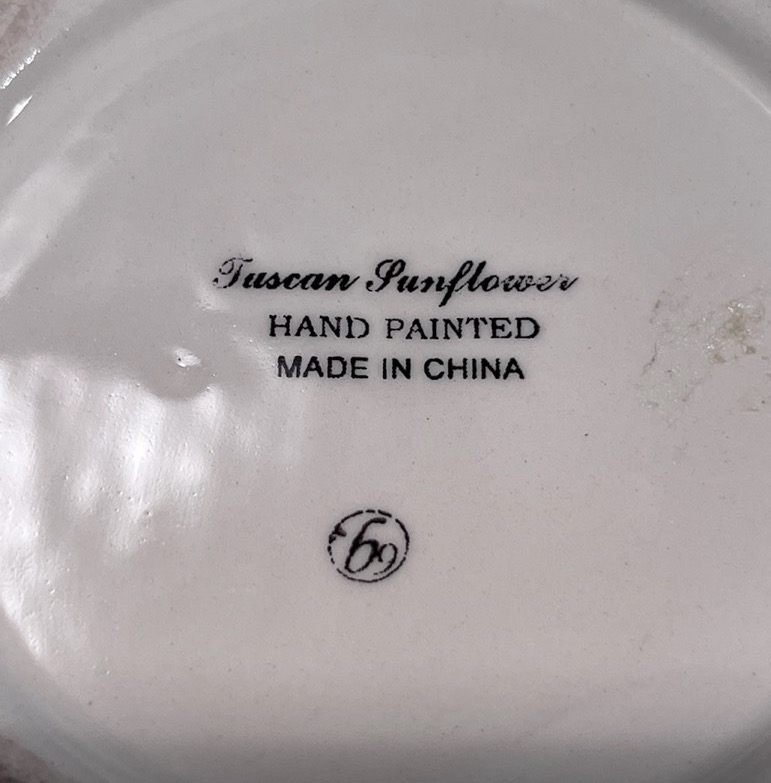 Tuscan Sunflower
HAND PAINTED
MADE IN CHINA
69